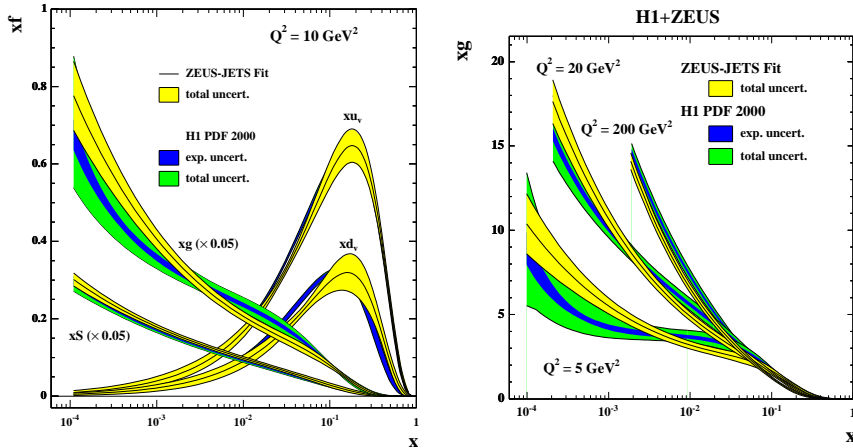 xf
Q² = 10 GeV²
ZEUS-JETS Fit
total uncert.
H1 PDF 2000
exp. uncert.
total uncert.
xuᵥ
xdᵥ
xg (× 0.05)
xS (× 0.05)
1
0.8
0.6
0.4
0.2
0
10⁻⁴
10⁻³
10⁻²
10⁻¹
1
x
H1+ZEUS
xg
Q² = 20 GeV²
Q² = 200 GeV²
ZEUS-JETS Fit
total uncert.
H1 PDF 2000
exp. uncert.
total uncert.
Q² = 5 GeV²
20
15
10
5
0
10⁻⁴
10⁻³
10⁻²
10⁻¹
1
x